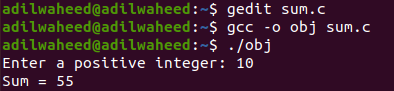 adilwaheed@adilwaheed:~$ gedit sum.c
adilwaheed@adilwaheed:~$ gcc -o obj sum.c
adilwaheed@adilwaheed:~$ ./obj
Enter a positive integer: 10
Sum = 55